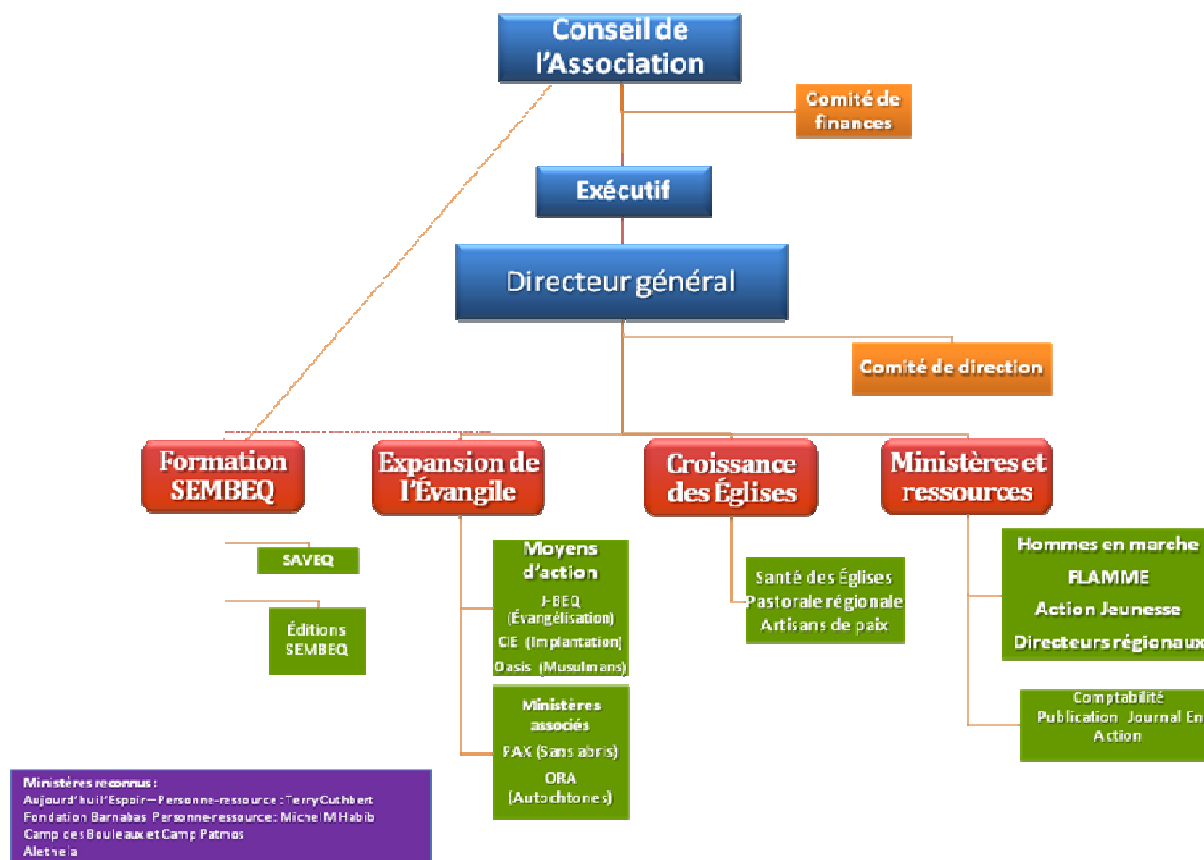 Conseil de
l'Association
Comité de
finances
Exécutif
Directeur général
Comité de direction
Formation
SEMBEQ
Expansion de
l'Évangile
Croissance
des Églises
Ministères et
ressources
SAVEQ
Éditions
SEMBEQ
Moyens
d'action
J-BEQ
(Évangélisation)
CIE (Implantation)
Oasis (Musulmans)
Ministères
associés
PAX (Sans abris)
ORA
(Autochtones)
Santé des Églises
Pastorale régionale
Artisans de paix
Hommes en marche
FLAMME
Action Jeunesse
Directeurs régionaux
Comptabilité
Publication Journal En
Action
Ministères reconnus :
Aujourd'hui l'Espoir – Personne-ressource : Terry Cuthbert
Fondation Barnabas Personne-ressource : Michel M Habib
Camp des Bouleaux et Camp Patmos
Aletheia